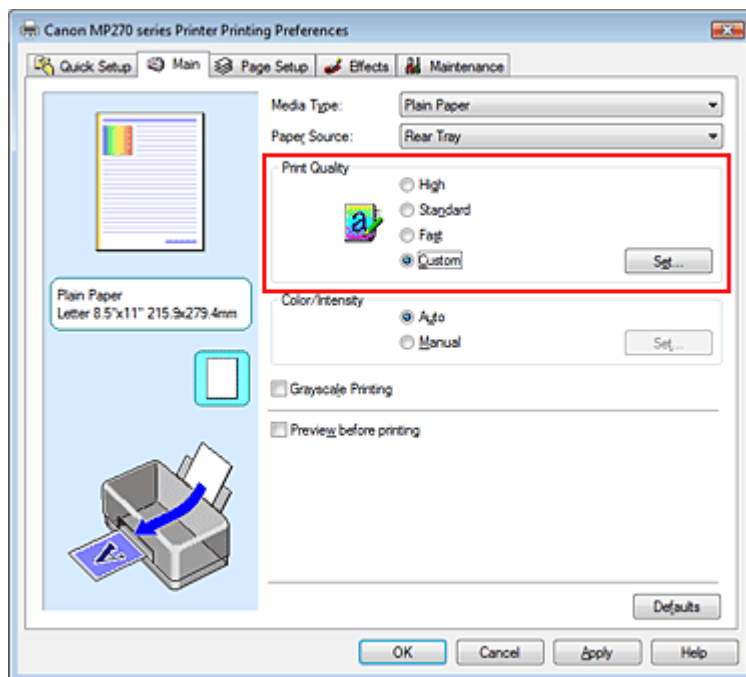 Canon MP270 series Printer Printing Preferences
Quick Setup Main Page Setup Effects Maintenance
Media Type: Plain Paper
Paper Source: Rear Tray
Print Quality
High
Standard
Fast
Custom Set...
Plain Paper
Letter 8.5"x11" 215.9x279.4mm
Color/Intensity
Auto
Manual Set...
Grayscale Printing
Preview before printing
Defaults
OK Cancel Apply Help